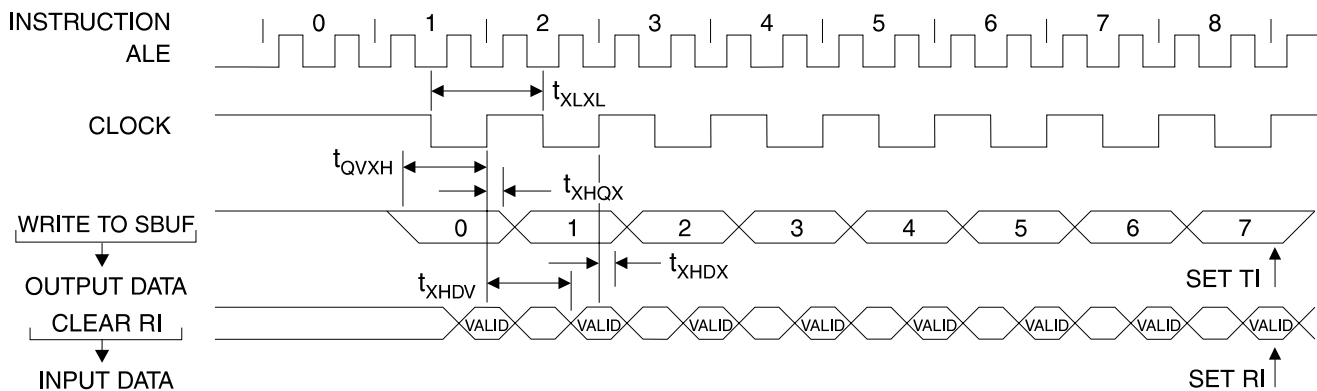 INSTRUCTION 0 1 2 3 4 5 6 7 8
ALE
tXLXL
CLOCK
tQVXH
tXHQX
WRITE TO SBUF 0 1 2 3 4 5 6 7
tXHDX
tXHDV
OUTPUT DATA SET TI
CLEAR RI VALID VALID VALID VALID VALID VALID VALID VALID
INPUT DATA SET RI